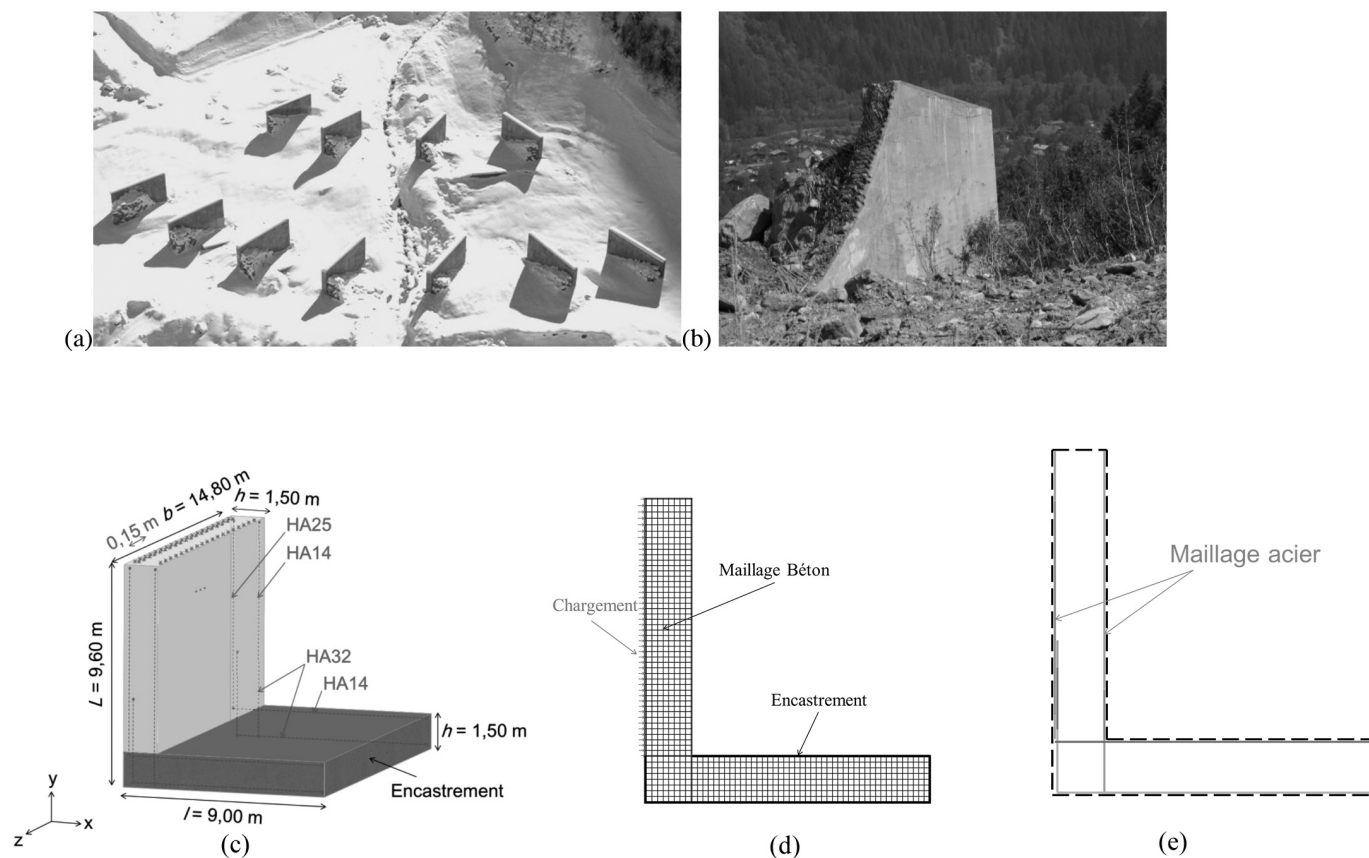 (a)
(b)
0,15 m
b = 14,80 m
h = 1,50 m
HA25
HA14
L = 9,60 m
HA32
HA14
h = 1,50 m
Encastrement
l = 9,00 m
y
x
z
(c)
Chargement
Maillage Béton
Encastrement
(d)
Maillage acier
(e)